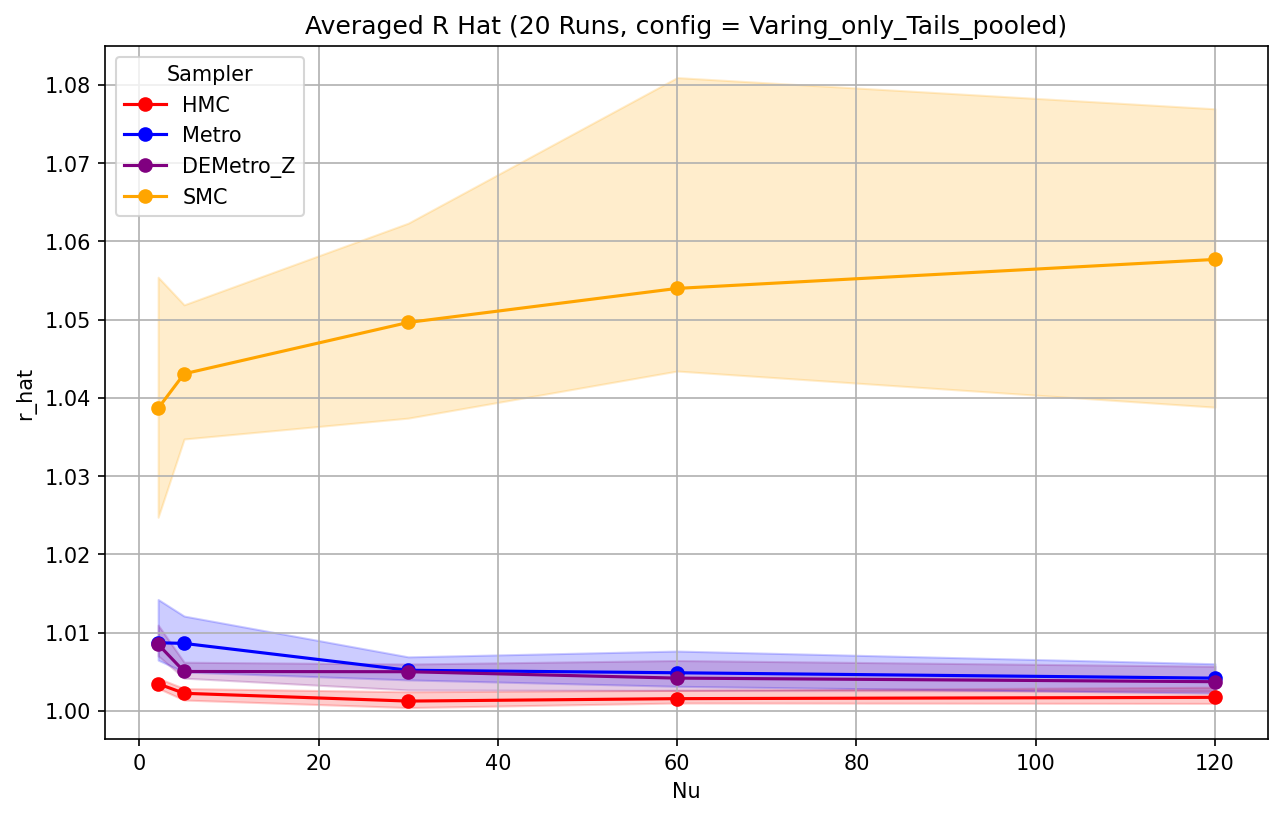 Averaged R Hat (20 Runs, config = Varing_only_Tails_pooled)
Sampler
HMC
Metro
DEMetro_Z
SMC
r_hat
1.08
1.07
1.06
1.05
1.04
1.03
1.02
1.01
1.00
0 20 40 60 80 100 120
Nu